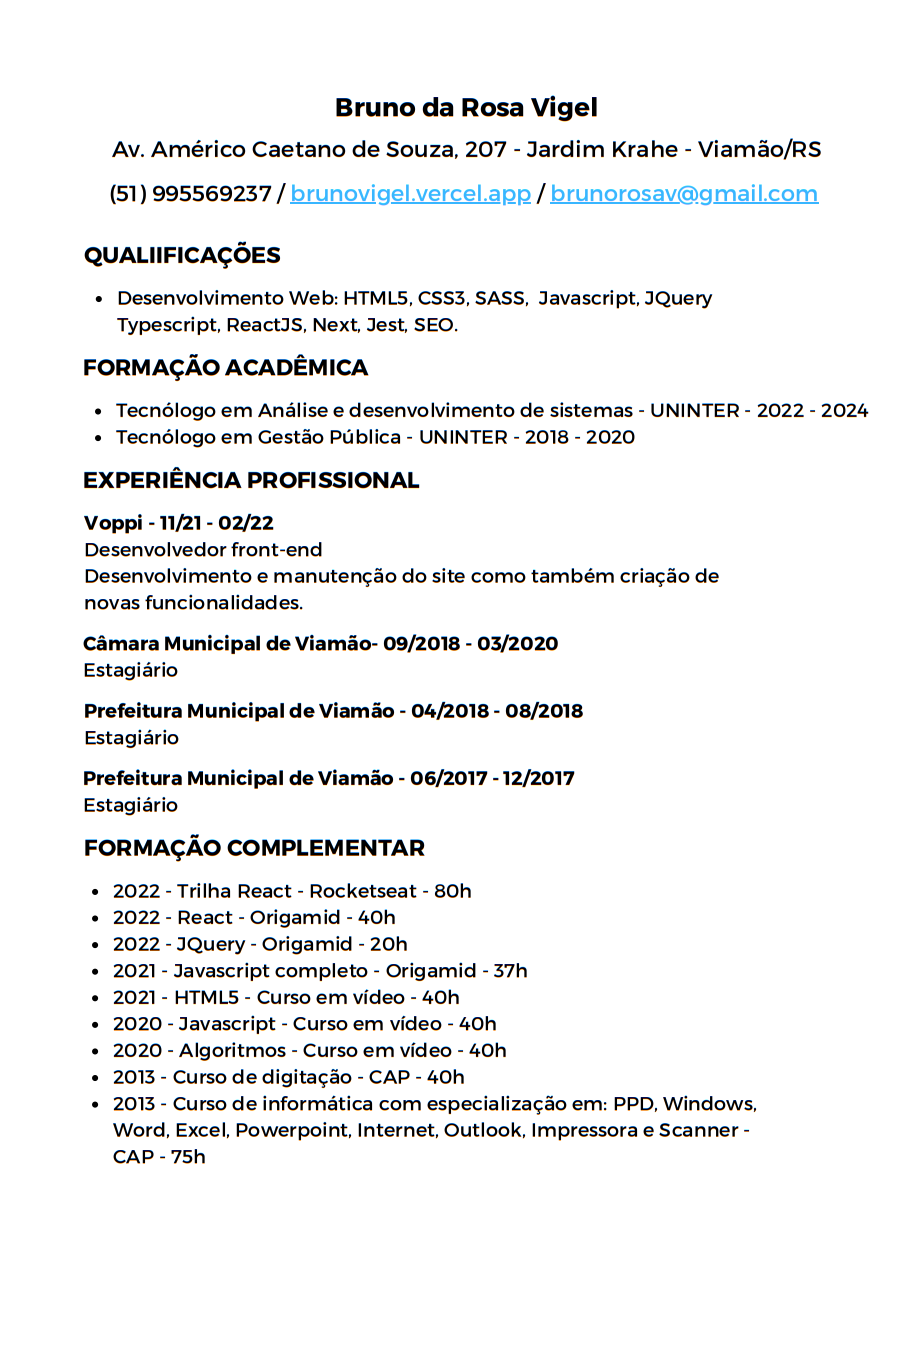 Bruno da Rosa Vigel
Av. Américo Caetano de Souza, 207 - Jardim Krahe - Viamão/RS
(51) 995569237 / brunovigel.vercel.app / brunorosav@gmail.com
QUALIIFICAÇÕES
• Desenvolvimento Web: HTML5, CSS3, SASS, Javascript, JQuery
Typescript, ReactJS, Next, Jest, SEO.
FORMAÇÃO ACADÊMICA
• Tecnólogo em Análise e desenvolvimento de sistemas - UNINTER - 2022 - 2024
• Tecnólogo em Gestão Pública - UNINTER - 2018 - 2020
EXPERIÊNCIA PROFISSIONAL
Voppi - 11/21 - 02/22
Desenvolvedor front-end
Desenvolvimento e manutenção do site como também criação de
novas funcionalidades.
Câmara Municipal de Viamão- 09/2018 - 03/2020
Estagiário
Prefeitura Municipal de Viamão - 04/2018 - 08/2018
Estagiário
Prefeitura Municipal de Viamão - 06/2017 - 12/2017
Estagiário
FORMAÇÃO COMPLEMENTAR
• 2022 - Trilha React - Rocketseat - 80h
• 2022 - React - Origamid - 40h
• 2022 - JQuery - Origamid - 20h
• 2021 - Javascript completo - Origamid - 37h
• 2021 - HTML5 - Curso em vídeo - 40h
• 2020 - Javascript - Curso em vídeo - 40h
• 2020 - Algoritmos - Curso em vídeo - 40h
• 2013 - Curso de digitação - CAP - 40h
• 2013 - Curso de informática com especialização em: PPD, Windows,
Word, Excel, Powerpoint, Internet, Outlook, Impressora e Scanner -
CAP - 75h